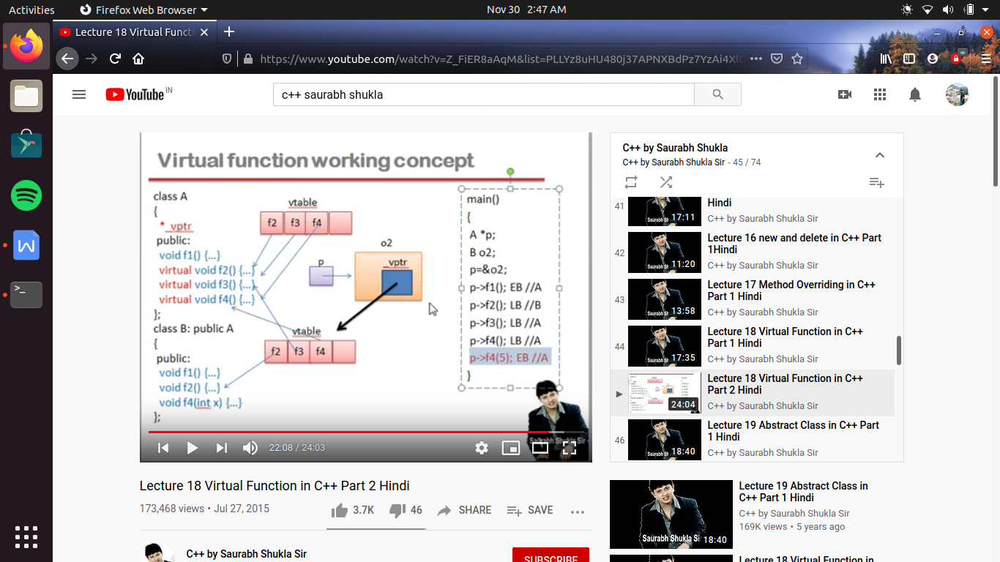 Activities
Firefox Web Browser
Nov 30 2:47 AM
Lecture 18 Virtual Functi
https://www.youtube.com/watch?v=Z_FiER8aAqM&list=PLLYz8uHU480j37APNXBdPz7YzAi4XlC
YouTube IN
c++ saurabh shukla
Virtual function working concept
class A
{
*_vptr
public:
void f1() {...}
virtual void f2() {...}
virtual void f3() {...}
virtual void f4() {...}
};
class B: public A
{
public:
void f1() {...}
void f2() {...}
void f4(int x) {...}
};
vtable
f2 f3 f4
o2
p
_vptr
vtable
f2 f3 f4
main()
{
A *p;
B o2;
p=&o2;
p->f1(); EB //A
p->f2(); LB //B
p->f3(); LB //A
p->f4(); LB //A
p->f4(5); EB //A
}
Saurabh Shukla Sir
22:08 / 24:03
Lecture 18 Virtual Function in C++ Part 2 Hindi
173,468 views • Jul 27, 2015
3.7K
46
SHARE
SAVE
C++ by Saurabh Shukla Sir
SUBSCRIBE
C++ by Saurabh Shukla
C++ by Saurabh Shukla Sir - 45 / 74
41
17:11
Hindi
C++ by Saurabh Shukla Sir
42
11:20
Lecture 16 new and delete in C++ Part
1Hindi
C++ by Saurabh Shukla Sir
43
13:58
Lecture 17 Method Overriding in C++
Part 1 Hindi
C++ by Saurabh Shukla Sir
44
17:35
Lecture 18 Virtual Function in C++
Part 1 Hindi
C++ by Saurabh Shukla Sir
24:04
Lecture 18 Virtual Function in C++
Part 2 Hindi
C++ by Saurabh Shukla Sir
46
18:40
Lecture 19 Abstract Class in C++ Part
1 Hindi
C++ by Saurabh Shukla Sir
Saurabh Shukla Si
18:40
Lecture 19 Abstract Class in
C++ Part 1 Hindi
C++ by Saurabh Shukla Sir
169K views • 5 years ago
Lecture 18 Virtual Function in